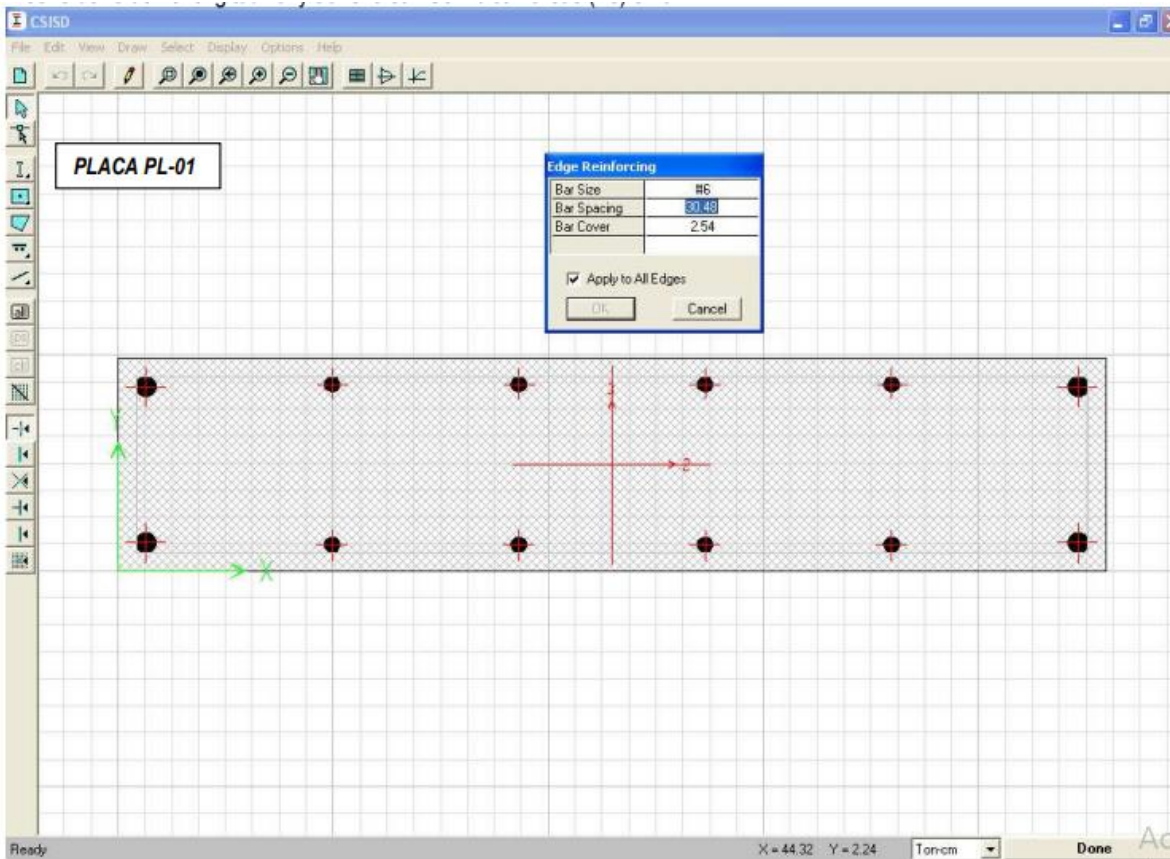 CSISD
File Edit View Draw Select Display Options Help
PLACA PL-01
Edge Reinforcing
Bar Size #6
Bar Spacing 30.48
Bar Cover 2.54
Apply to All Edges
OK Cancel
3
2
Y
X
Ready X = 44.32 Y = 2.24 Ton-cm Done